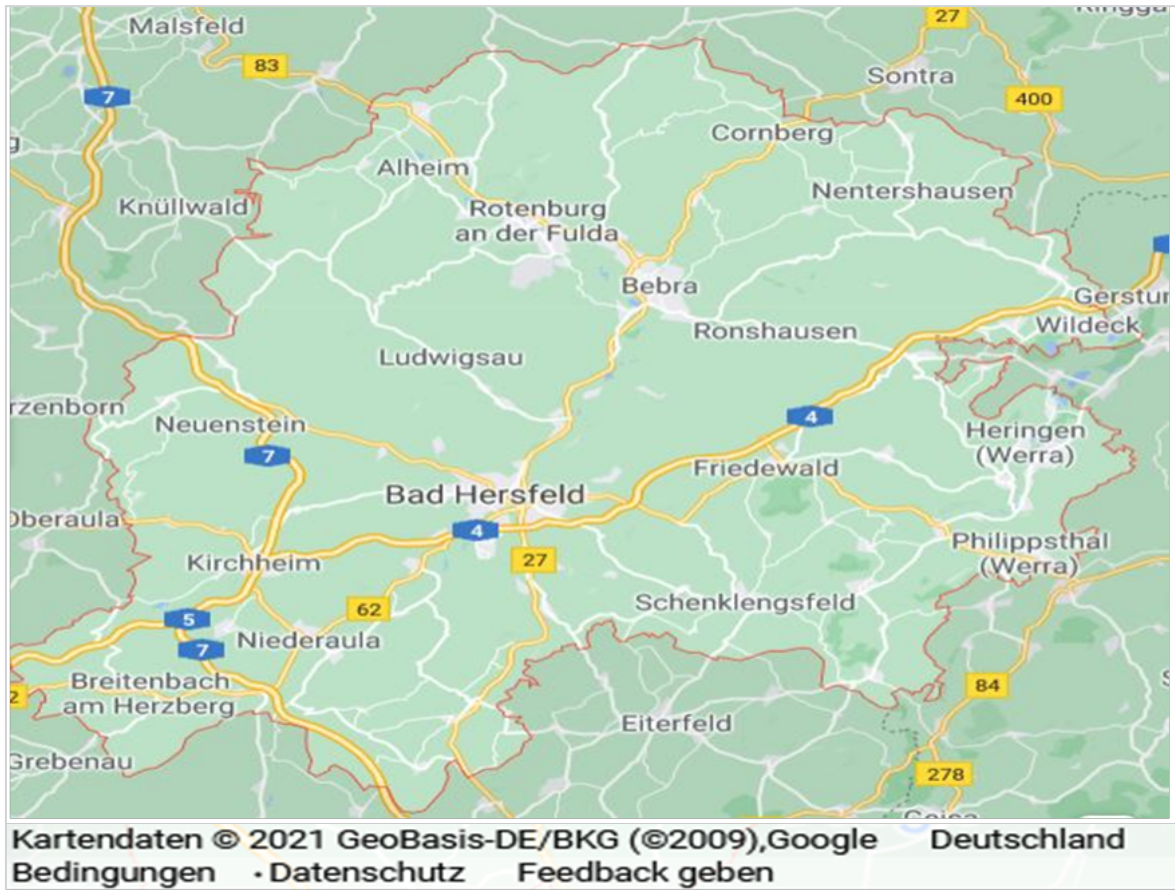 Malsfeld
27
83
Sontra
7
400
Cornberg
Alheim
Nentershausen
Knüllwald
Rotenburg
an der Fulda
Bebra
Gerstun
Wildeck
Ronshausen
Ludwigsau
rzenborn
4
Neuenstein
Heringen
(Werra)
7
Friedewald
Bad Hersfeld
Oberaula
4
Philippsthal
(Werra)
27
Kirchheim
62
Schenklengsfeld
5
Niederaula
7
Breitenbach
am Herzberg
2
84
Eiterfeld
Grebenau
278
Kartendaten © 2021 GeoBasis-DE/BKG (©2009),Google Deutschland
Bedingungen · Datenschutz Feedback geben